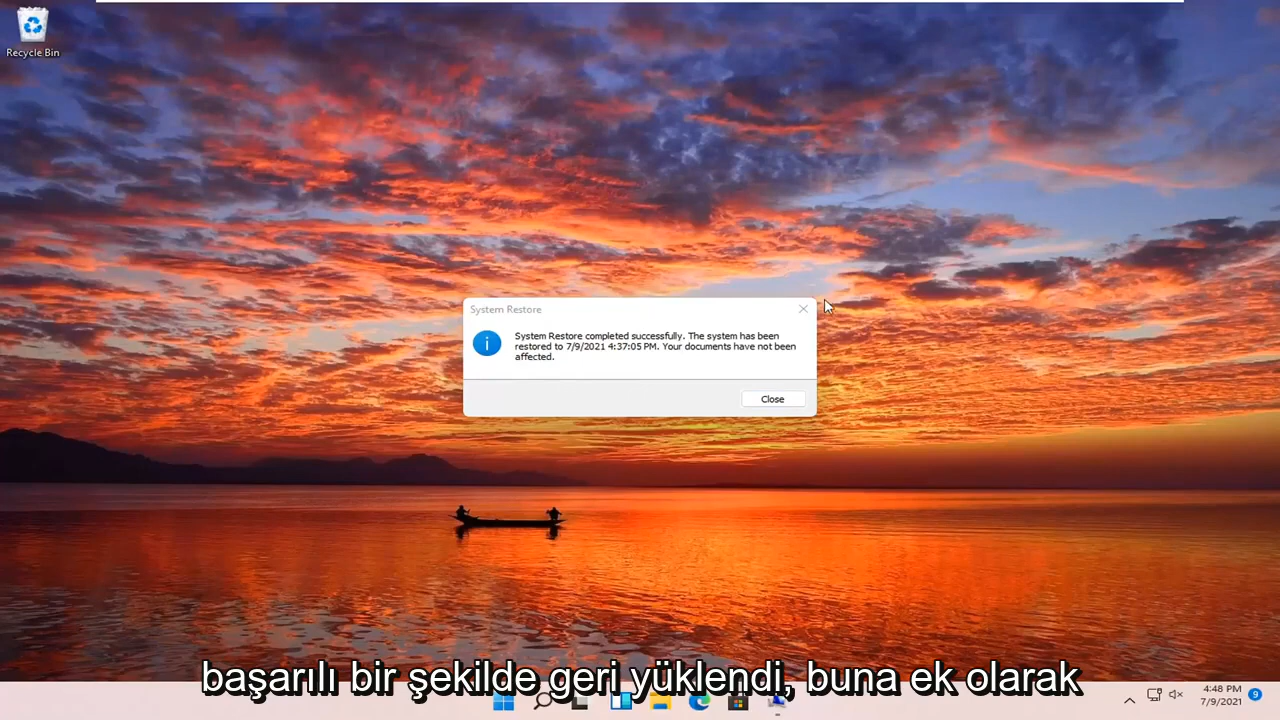 Recycle Bin
System Restore
System Restore completed successfully. The system has been
restored to 7/9/2021 4:37:05 PM. Your documents have not been
affected.
Close
başarılı bir şekilde geri yüklendi, buna ek olarak
4:48 PM
7/9/2021
9